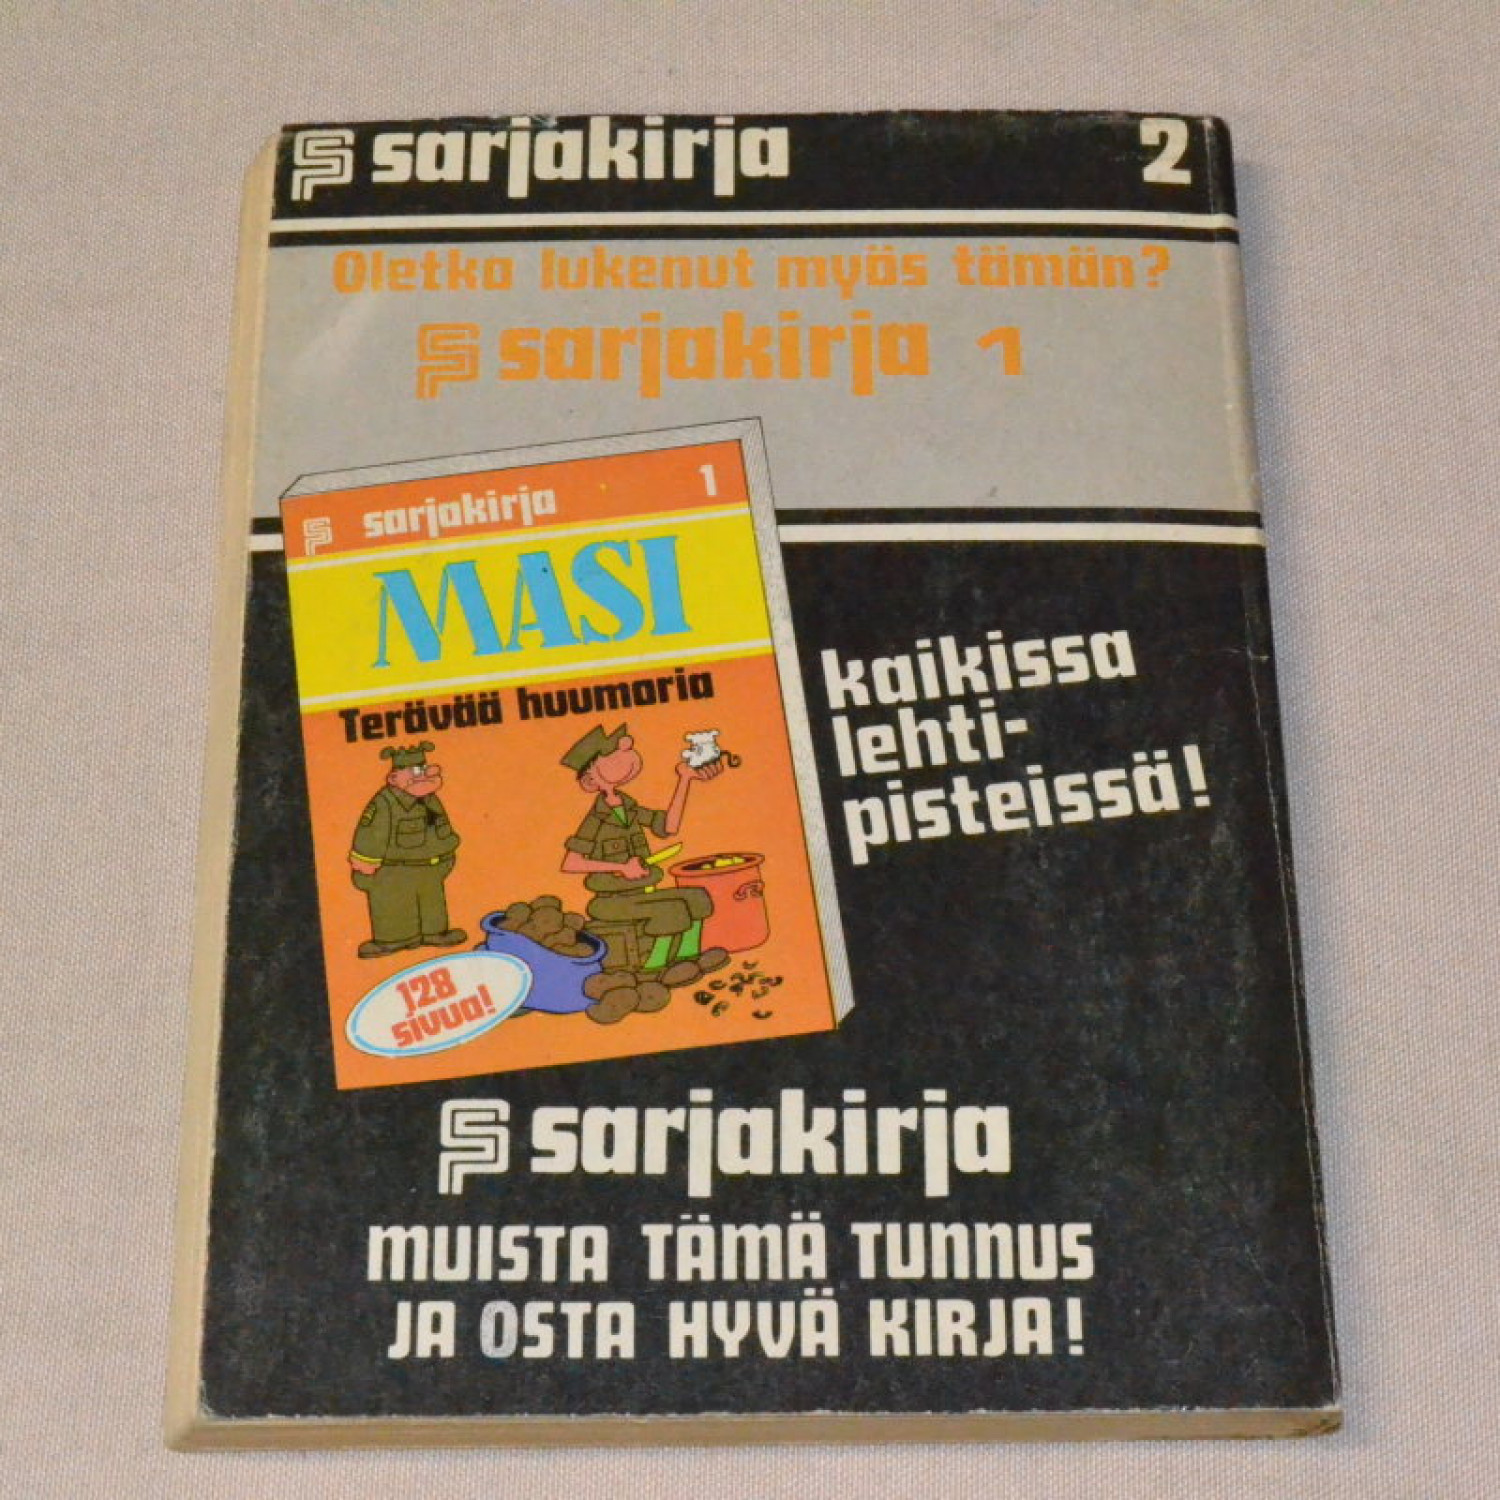 sarjakirja 2
Oletko lukenut myös tämän?
sarjakirja 1
sarjakirja 1
MASI
Terävää huumoria
128
sivua!
kaikissa
lehti-
pisteissä!
sarjakirja
MUISTA TÄMÄ TUNNUS
JA OSTA HYVÄ KIRJA!